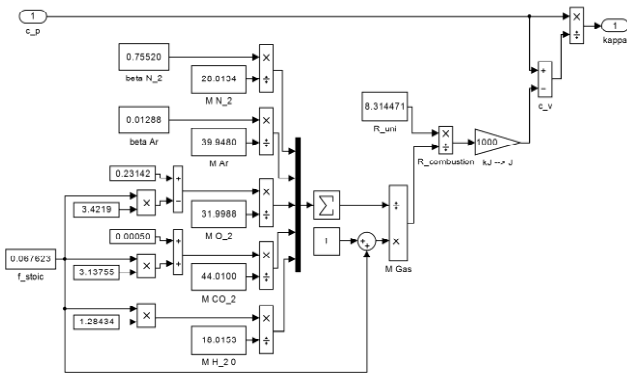 1
c_p
kappa
1
0.75520
beta N_2
28.0134
M N_2
c_v
8.314471
R_uni
0.01288
beta Ar
39.9480
M Ar
R_combustion
1000
kJ --> J
0.23142
3.4219
31.9988
M O_2
Σ
1
M Gas
0.00050
0.067623
f_stoic
3.13755
44.0100
M CO_2
1.28434
18.0153
M H_2 0